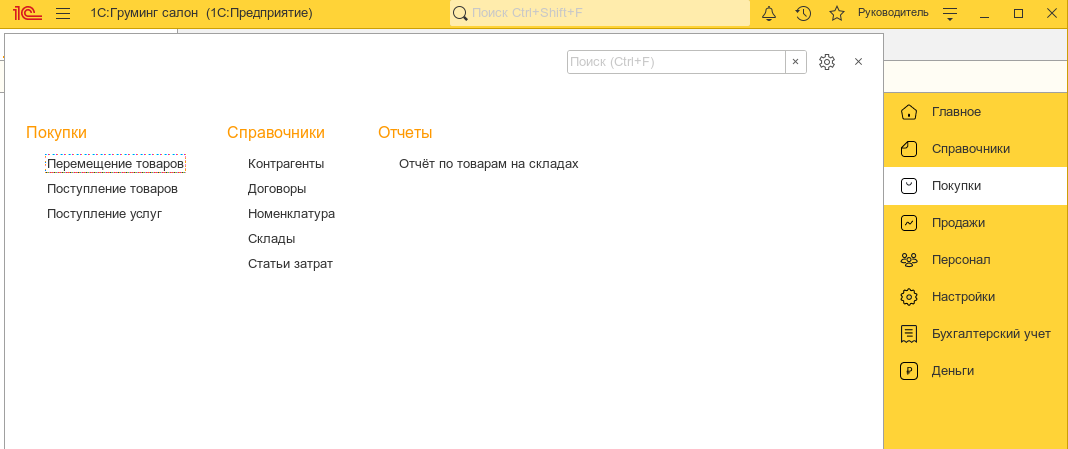 1С 1С:Груминг салон (1С:Предприятие) Поиск Ctrl+Shift+F Руководитель
Поиск (Ctrl+F)
Покупки
Перемещение товаров
Поступление товаров
Поступление услуг
Справочники
Контрагенты
Договоры
Номенклатура
Склады
Статьи затрат
Отчеты
Отчёт по товарам на складах
Главное
Справочники
Покупки
Продажи
Персонал
Настройки
Бухгалтерский учет
Деньги